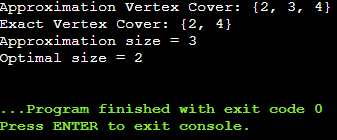 Approximation Vertex Cover: {2, 3, 4}
Exact Vertex Cover: {2, 4}
Approximation size = 3
Optimal size = 2
...Program finished with exit code 0
Press ENTER to exit console.